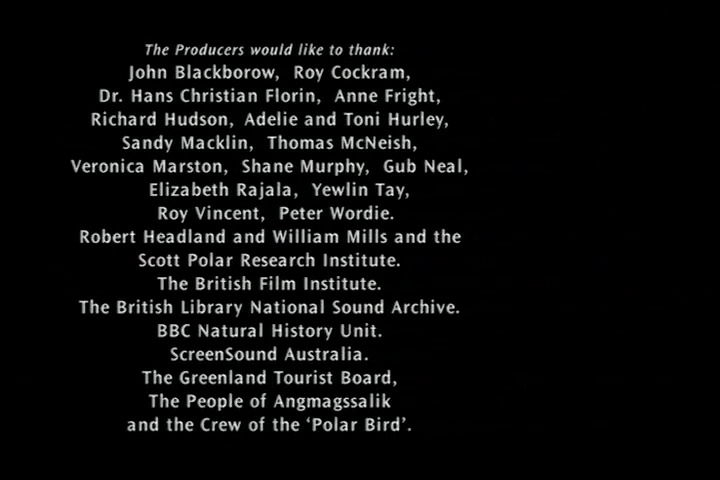 The Producers would like to thank:
John Blackborow, Roy Cockram,
Dr. Hans Christian Florin, Anne Fright,
Richard Hudson, Adelie and Toni Hurley,
Sandy Macklin, Thomas McNeish,
Veronica Marston, Shane Murphy, Gub Neal,
Elizabeth Rajala, Yewlin Tay,
Roy Vincent, Peter Wordie.
Robert Headland and William Mills and the
Scott Polar Research Institute.
The British Film Institute.
The British Library National Sound Archive.
BBC Natural History Unit.
ScreenSound Australia.
The Greenland Tourist Board,
The People of Angmagssalik
and the Crew of the ‘Polar Bird’.